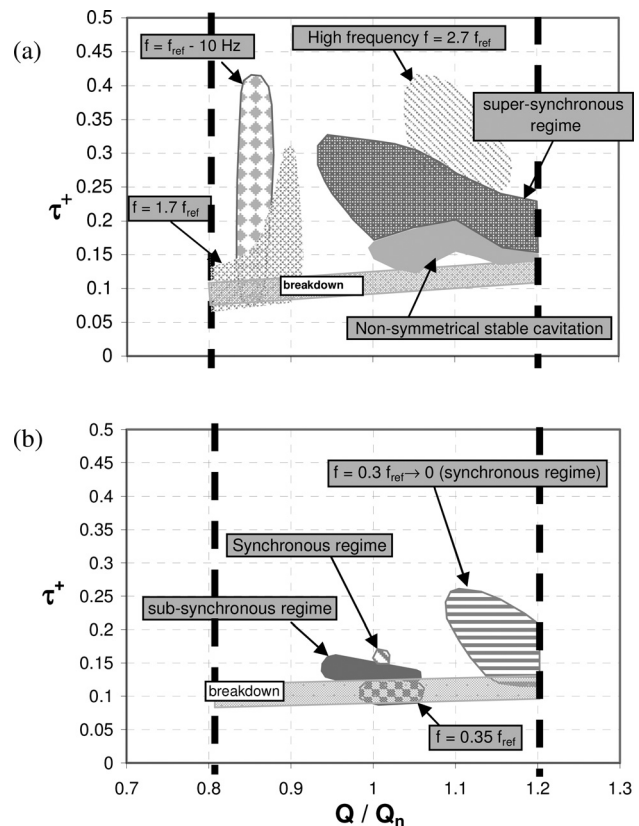 (a)
0.5
0.45
0.4
0.35
0.3
0.25
0.2
0.15
0.1
0.05
0
τ+
f = fref - 10 Hz
High frequency f = 2.7 fref
super-synchronous
regime
f = 1.7 fref
breakdown
Non-symmetrical stable cavitation
(b)
0.5
0.45
0.4
0.35
0.3
0.25
0.2
0.15
0.1
0.05
0
τ+
f = 0.3 fref→ 0 (synchronous regime)
Synchronous regime
sub-synchronous regime
breakdown
f = 0.35 fref
0.7 0.8 0.9 1 1.1 1.2 1.3
Q / Qn